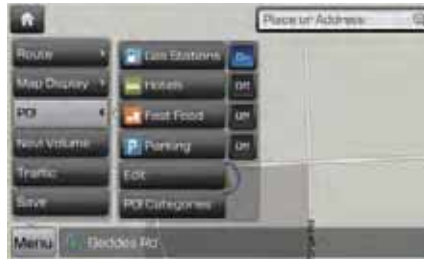 Place or Address
Route
Gas Stations On
Map Display
Hotels Off
POI
Fast Food Off
Navi Volume
Parking Off
Traffic
Edit
Save
POI Categories
Menu Geddes Rd